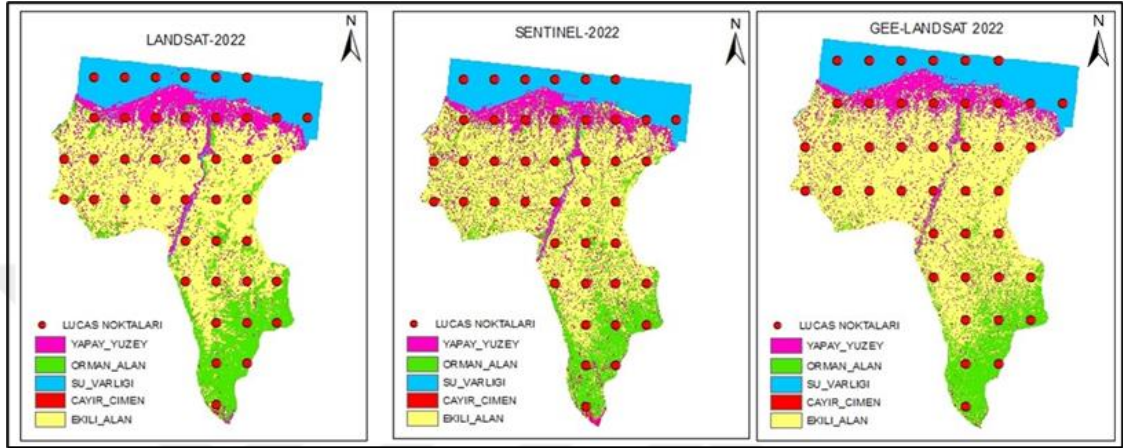 LANDSAT-2022
N
LUCAS NOKTALARI
YAPAY_YUZEY
ORMAN_ALAN
SU_VARLIGI
CAYIR_CIMEN
EKILI_ALAN
SENTINEL-2022
N
LUCAS NOKTALARI
YAPAY_YUZEY
ORMAN_ALAN
SU_VARLIGI
CAYIR_CIMEN
EKILI_ALAN
GEE-LANDSAT 2022
N
LUCAS NOKTALARI
YAPAY_YUZEY
ORMAN_ALAN
SU_VARLIGI
CAYIR_CIMEN
EKILI_ALAN